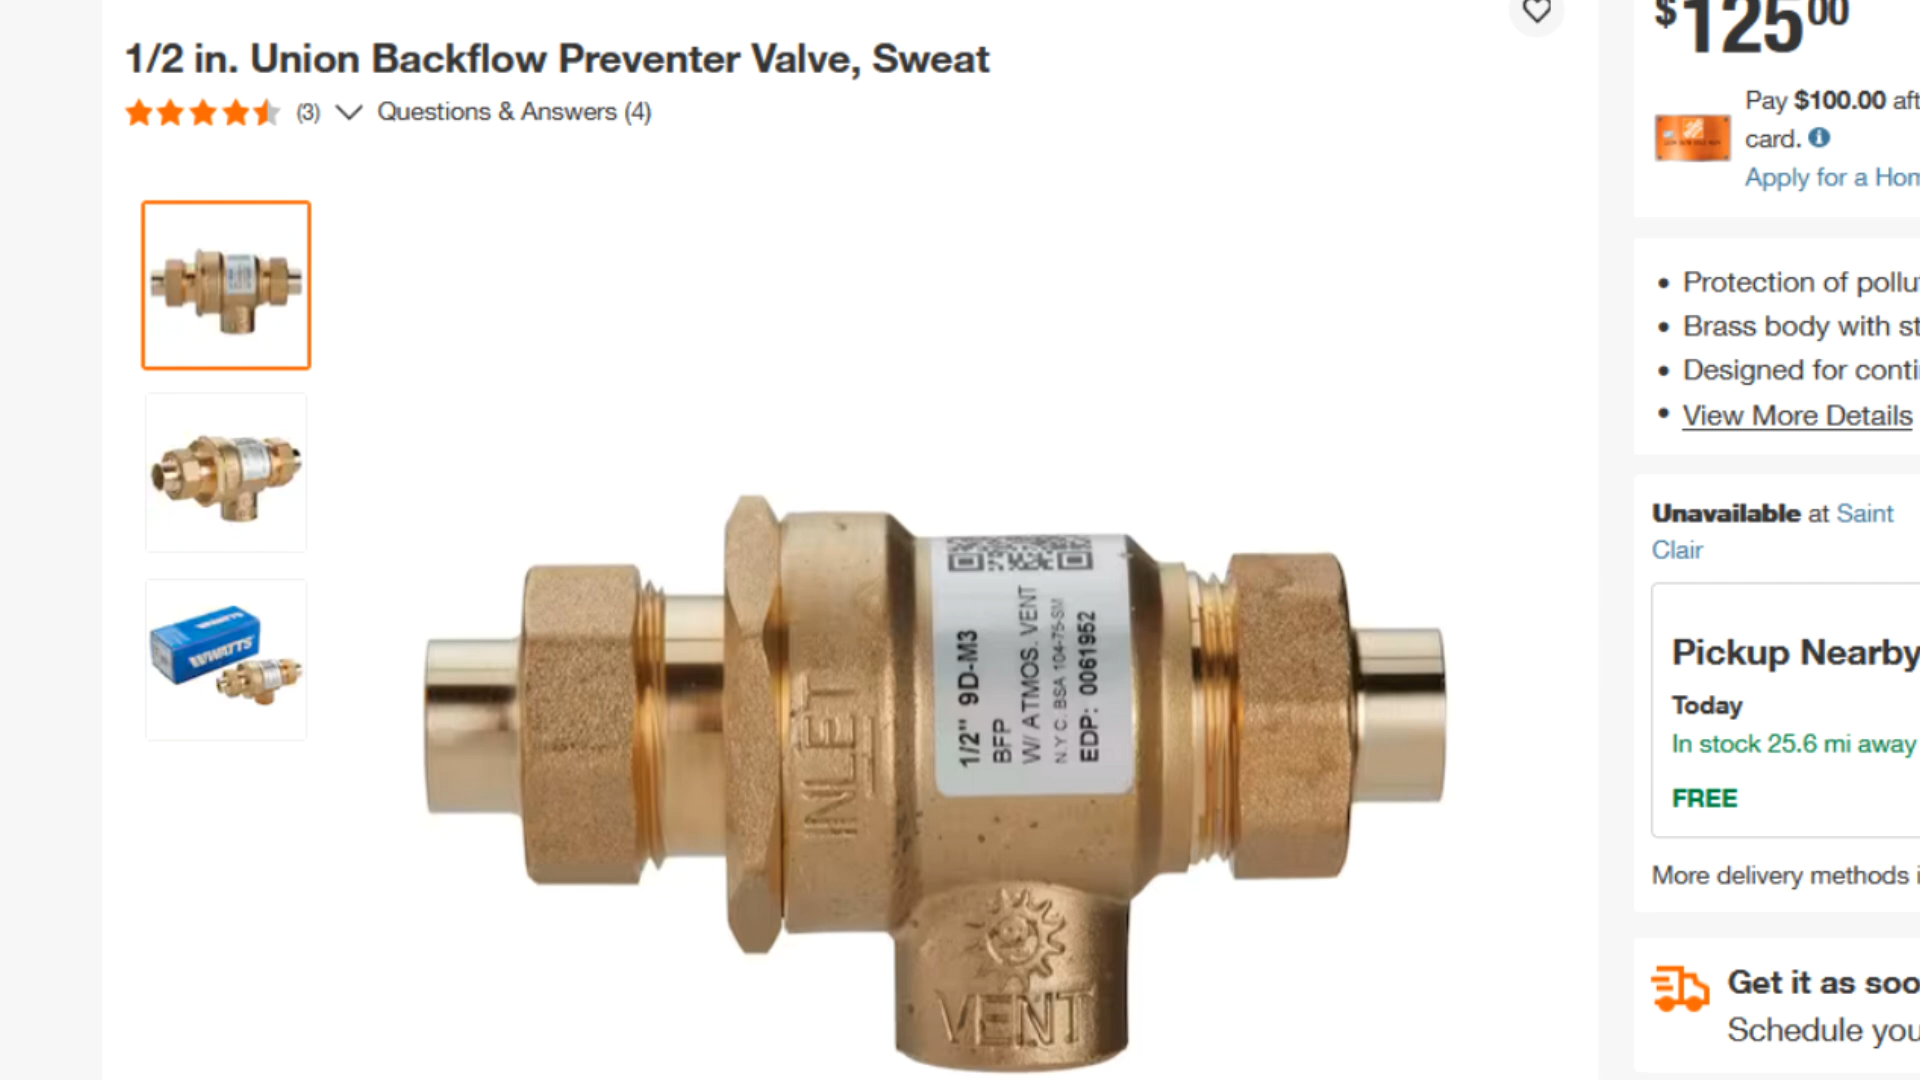 1/2 in. Union Backflow Preventer Valve, Sweat
(3) Questions & Answers (4)
WATTS
WATTS
INLET
1/2" 9D-M3
BFP
W/ ATMOS. VENT
N.Y.C. BSA 104-75-SM
EDP: 0061952
VENT
$125 00
Pay $100.00 aft
card.
Apply for a Hom
Protection of pollu
Brass body with st
Designed for conti
View More Details
Unavailable at Saint
Clair
Pickup Nearby
Today
In stock 25.6 mi away
FREE
More delivery methods i
Get it as soo
Schedule you